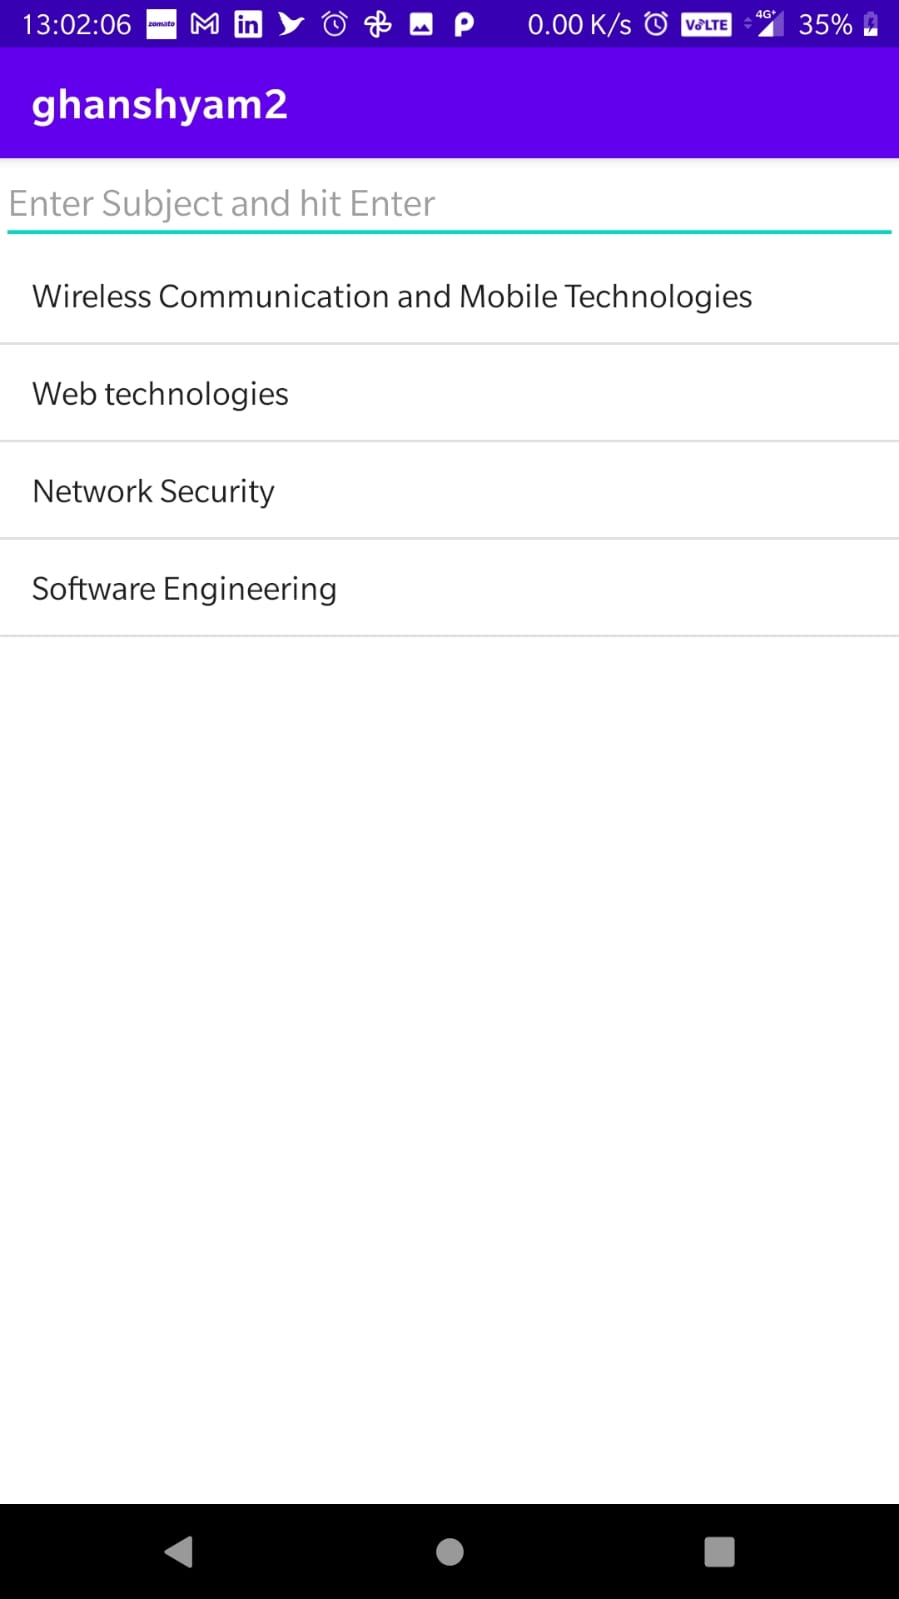 13:02:06 zomato M in P 0.00 K/s VoLTE 4G+ 35%
ghanshyam2
Enter Subject and hit Enter
Wireless Communication and Mobile Technologies
Web technologies
Network Security
Software Engineering